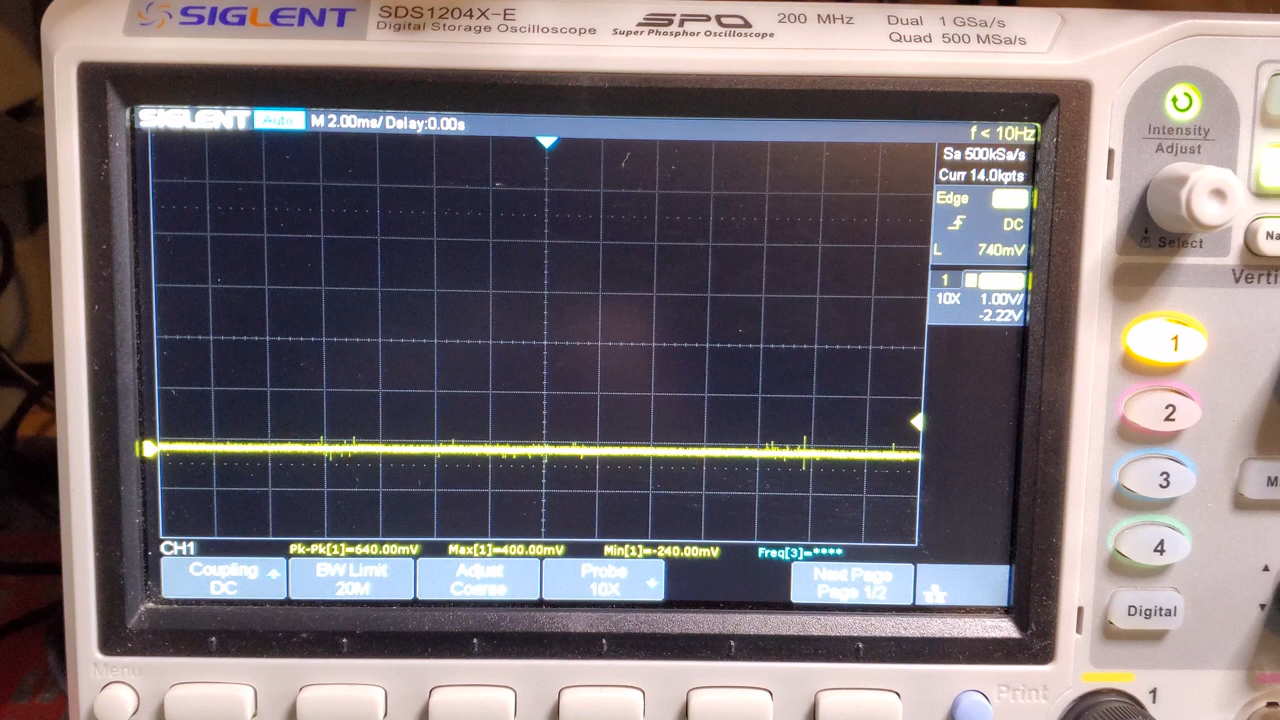 SIGLENT
SDS1204X-E
Digital Storage Oscilloscope
SPO
Super Phosphor Oscilloscope
200 MHz
Dual 1 GSa/s
Quad 500 MSa/s
SIGLENT Auto M 2.00ms/ Delay:0.00s
f < 10Hz
Sa 500kSa/s
Curr 14.0kpts
Edge
DC
L 740mV
1
10X 1.00V/
-2.22V
CH1
Pk-Pk[1]=640.00mV Max[1]=400.00mV Min[1]=-240.00mV Freq[3]=****
Coupling
DC
BW Limit
20M
Adjust
Coarse
Probe
10X
Next Page
Page 1/2
Intensity
Adjust
Select
Na
Verti
1
2
3
4
M
Digital
Menu
Print
1